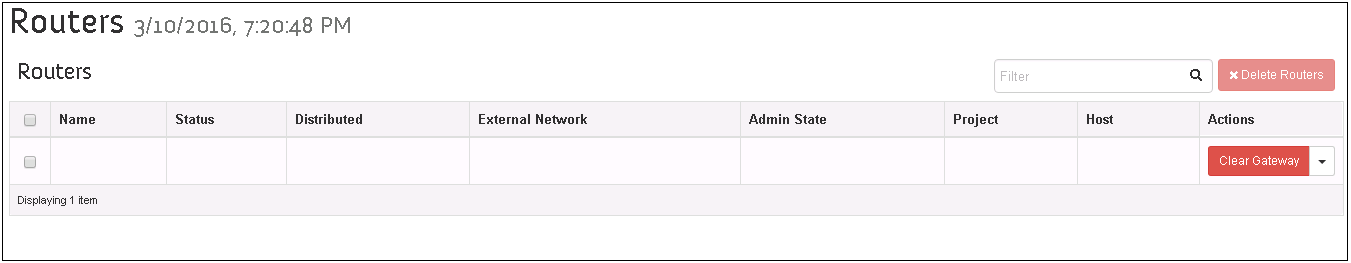 Routers 3/10/2016, 7:20:48 PM
Routers
Filter
Delete Routers
Name Status Distributed External Network Admin State Project Host Actions
Clear Gateway
Displaying 1 item